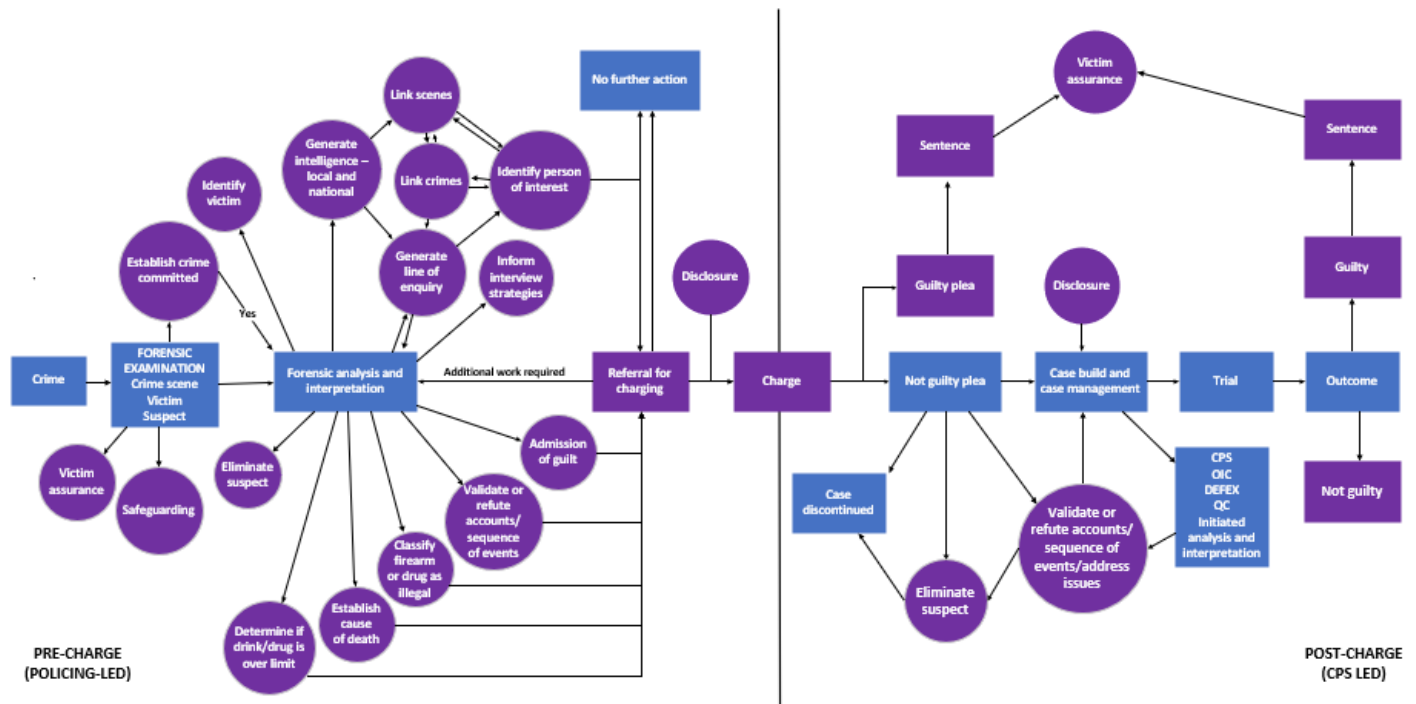 Link scenes
No further action
Victim
assurance
Generate
intelligence –
local and
national
Sentence
Sentence
Identify
victim
Link crimes
Identify person
of interest
Establish crime
committed
Generate
line of
enquiry
Inform
interview
strategies
Disclosure
Guilty plea
Disclosure
Guilty
Yes
Crime
FORENSIC
EXAMINATION
Crime scene
Victim
Suspect
Forensic analysis and
interpretation
Additional work required
Referral for
charging
Charge
Not guilty plea
Case build and
case management
Trial
Outcome
Victim
assurance
Safeguarding
Eliminate
suspect
Admission
of guilt
Validate or
refute
accounts/
sequence
of events
Classify
firearm
or drug as
illegal
Establish
cause
of death
Determine if
drink/drug is
over limit
Case
discontinued
Eliminate
suspect
Validate or
refute accounts/
sequence of
events/address
issues
CPS
OIC
DEFEX
QC
Initiated
analysis and
interpretation
Not guilty
PRE-CHARGE
(POLICING-LED)
POST-CHARGE
(CPS LED)